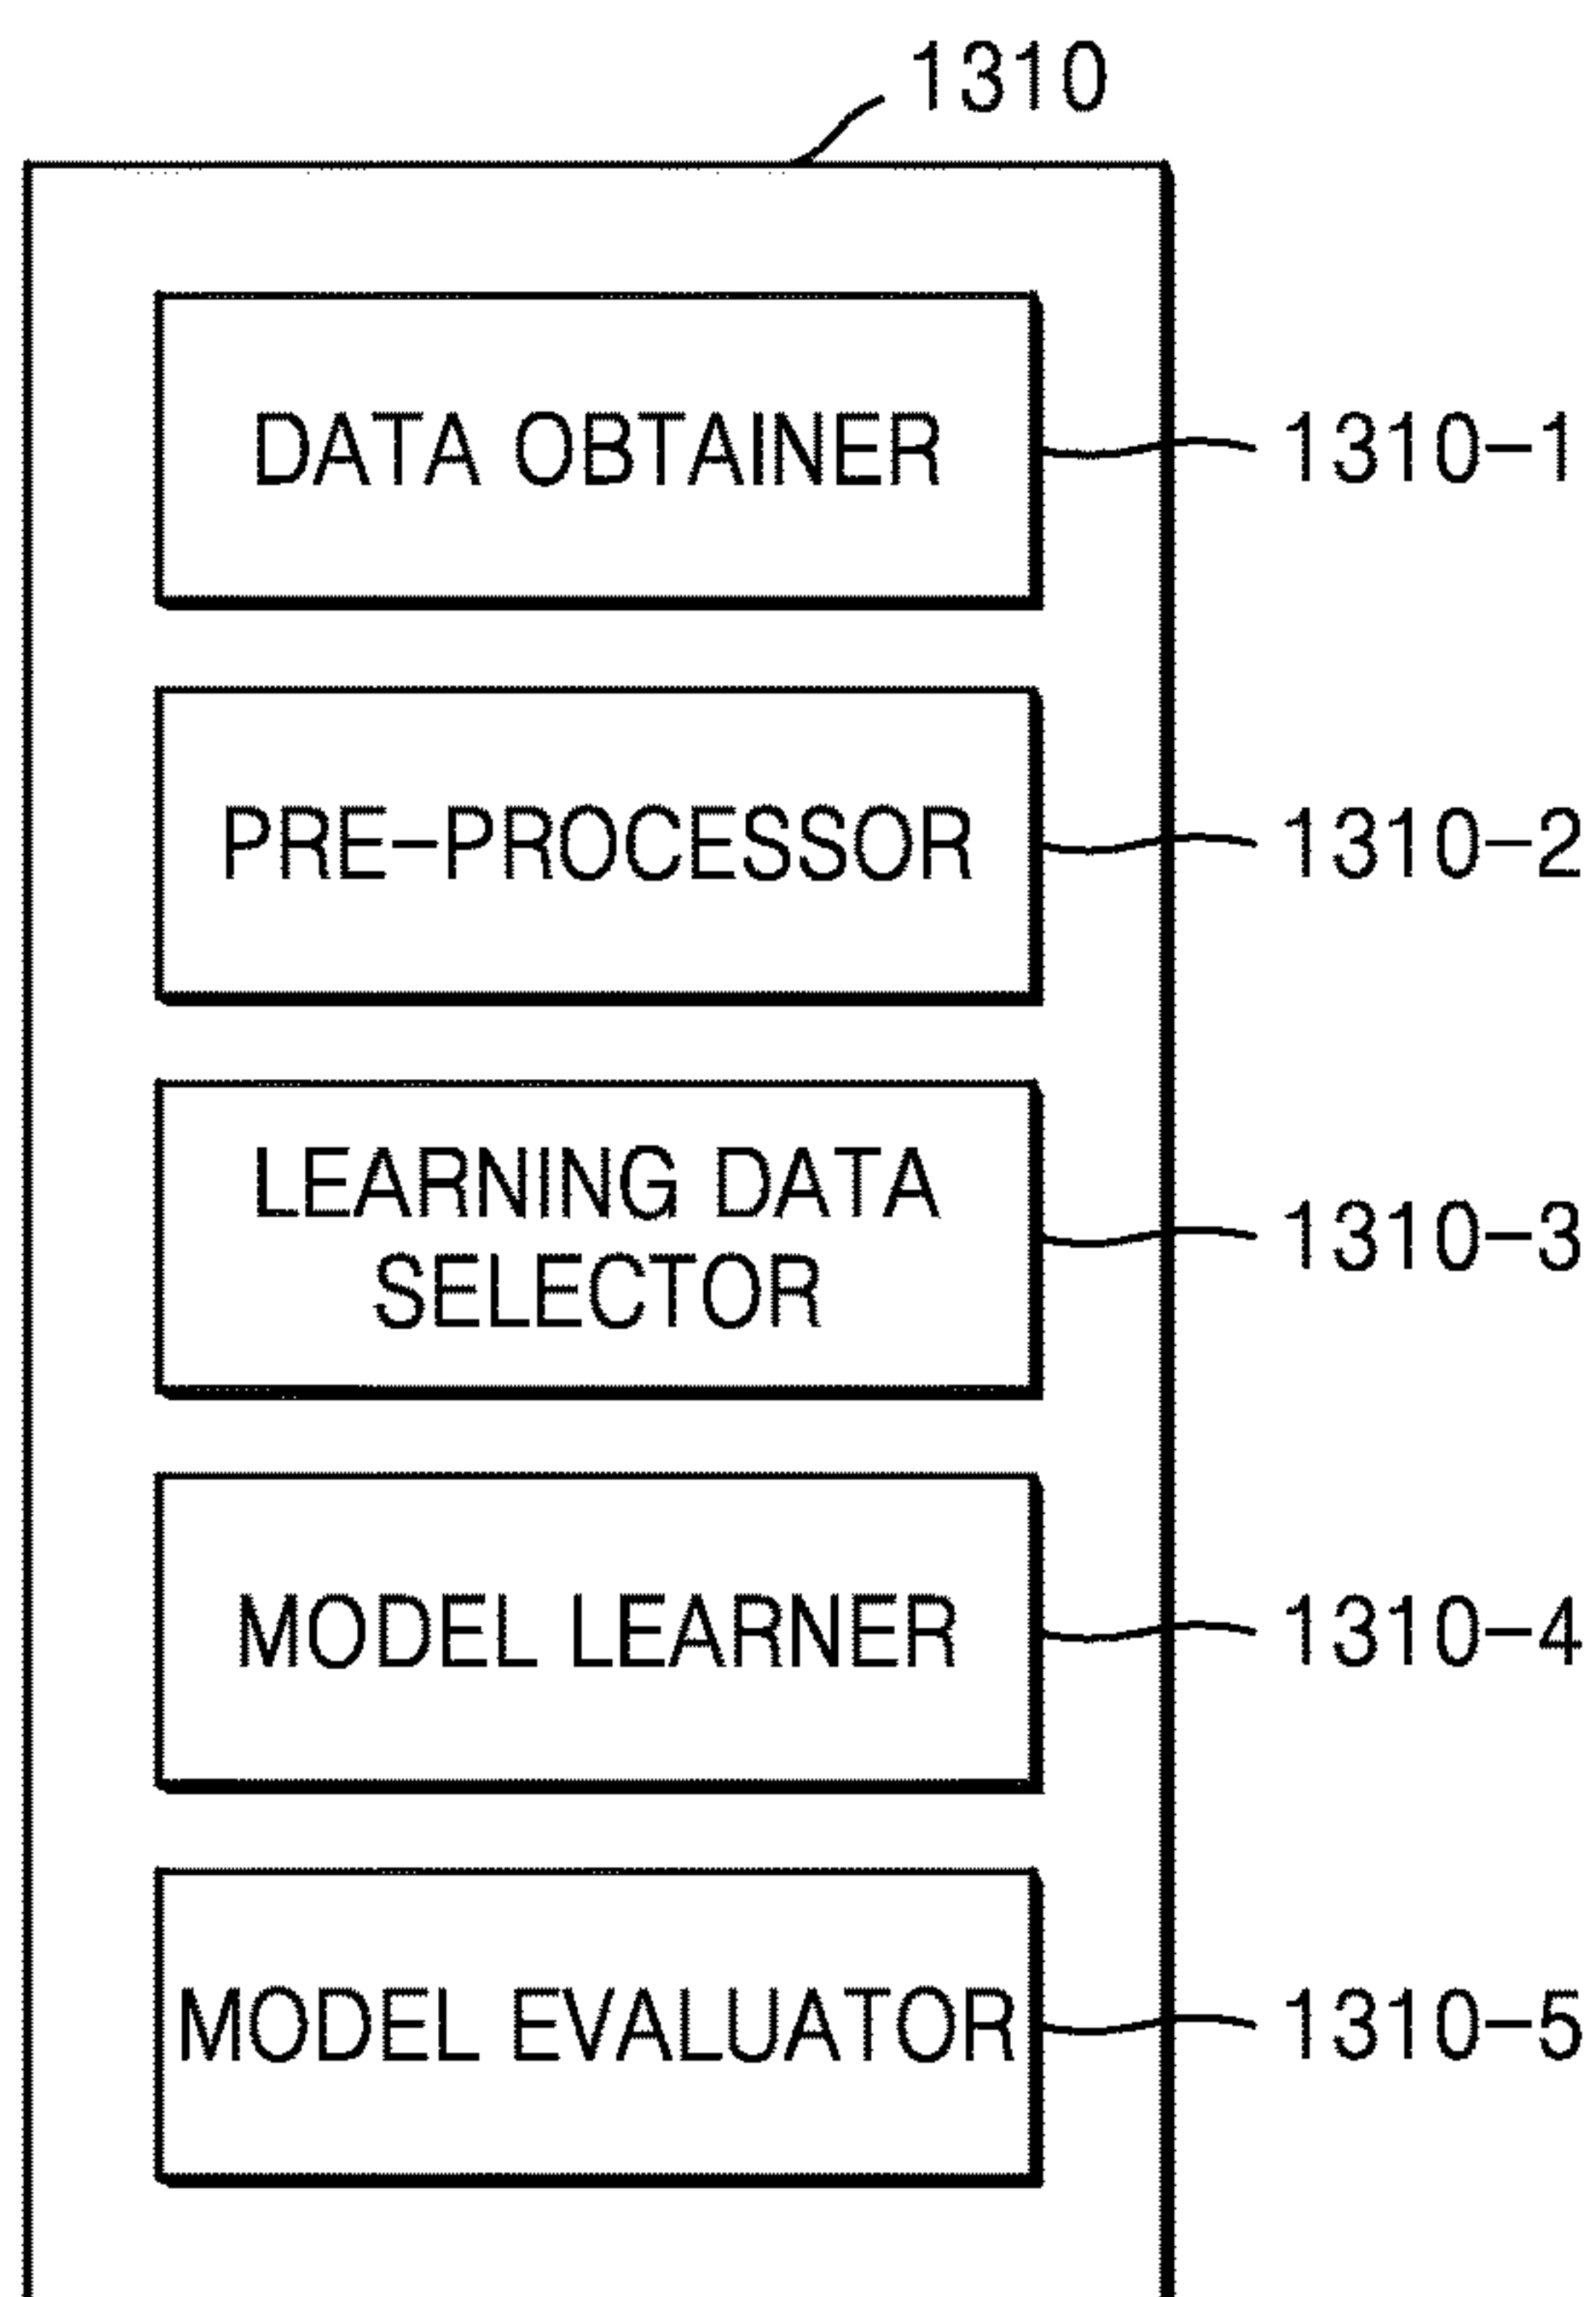 1310
DATA OBTAINER
1310-1
PRE-PROCESSOR
1310-2
LEARNING DATA
SELECTOR
1310-3
MODEL LEARNER
1310-4
MODEL EVALUATOR
1310-5